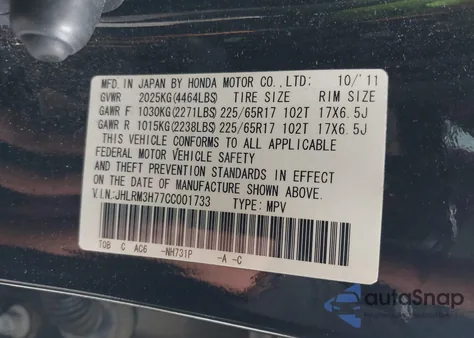 MFD. IN JAPAN BY HONDA MOTOR CO., LTD: 10/'11
GVWR 2025KG(4464LBS) TIRE SIZE RIM SIZE
GAWR F 1030KG(2271LBS) 225/65R17 102T 17X6.5J
GAWR R 1015KG(2238LBS) 225/65R17 102T 17X6.5J
THIS VEHICLE CONFORMS TO ALL APPLICABLE
FEDERAL MOTOR VEHICLE SAFETY
AND THEFT PREVENTION STANDARDS IN EFFECT
ON THE DATE OF MANUFACTURE SHOWN ABOVE.
V.I.N:JHLRM3H77CC001733 TYPE: MPV
TOB C AC6 -NH731P -A -C
autoSnap